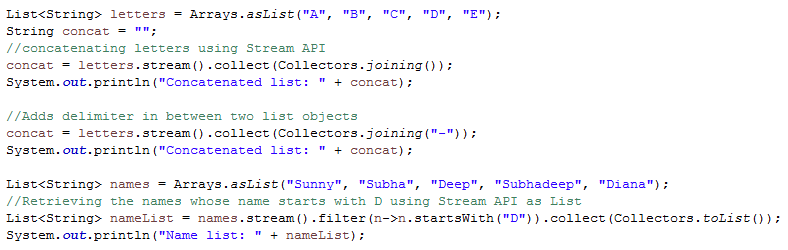 List<String> letters = Arrays.asList("A", "B", "C", "D", "E");
String concat = "";
//concatenating letters using Stream API
concat = letters.stream().collect(Collectors.joining());
System.out.println("Concatenated list: " + concat);

//Adds delimiter in between two list objects
concat = letters.stream().collect(Collectors.joining("-"));
System.out.println("Concatenated list: " + concat);

List<String> names = Arrays.asList("Sunny", "Subha", "Deep", "Subhadeep", "Diana");
//Retrieving the names whose name starts with D using Stream API as List
List<String> nameList = names.stream().filter(n->n.startsWith("D")).collect(Collectors.toList());
System.out.println("Name list: " + nameList);